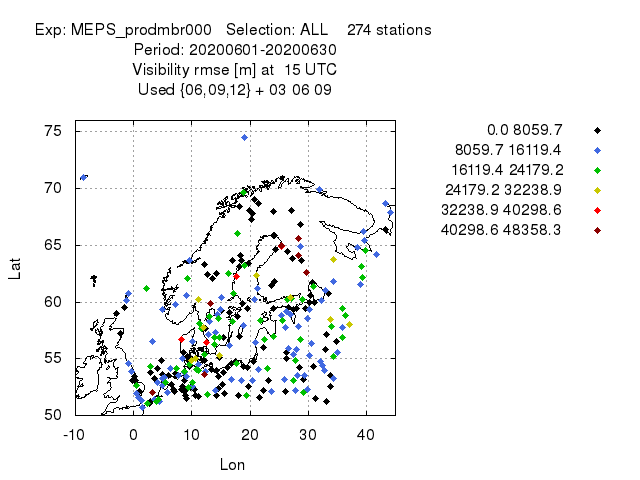 Exp: MEPS_prodmbr000 Selection: ALL 274 stations
Period: 20200601-20200630
Visibility rmse [m] at 15 UTC
Used {06,09,12} + 03 06 09
0.0 8059.7
8059.7 16119.4
16119.4 24179.2
24179.2 32238.9
32238.9 40298.6
40298.6 48358.3
75
70
65
60
55
50
Lat
-10 0 10 20 30 40
Lon